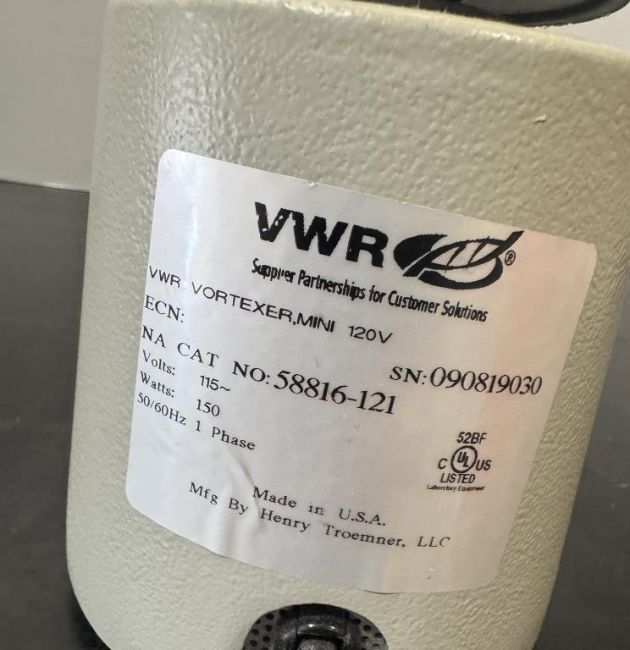 VWR®
Supplier Partnerships for Customer Solutions
VWR VORTEXER,MINI 120V
ECN:
SN:090819030
NA CAT NO:58816-121
Volts: 115~
Watts: 150
50/60Hz 1 Phase
52BF
C UL US
LISTED
Laboratory Equipment
Made in U.S.A.
Mfg By Henry Troemner, LLC